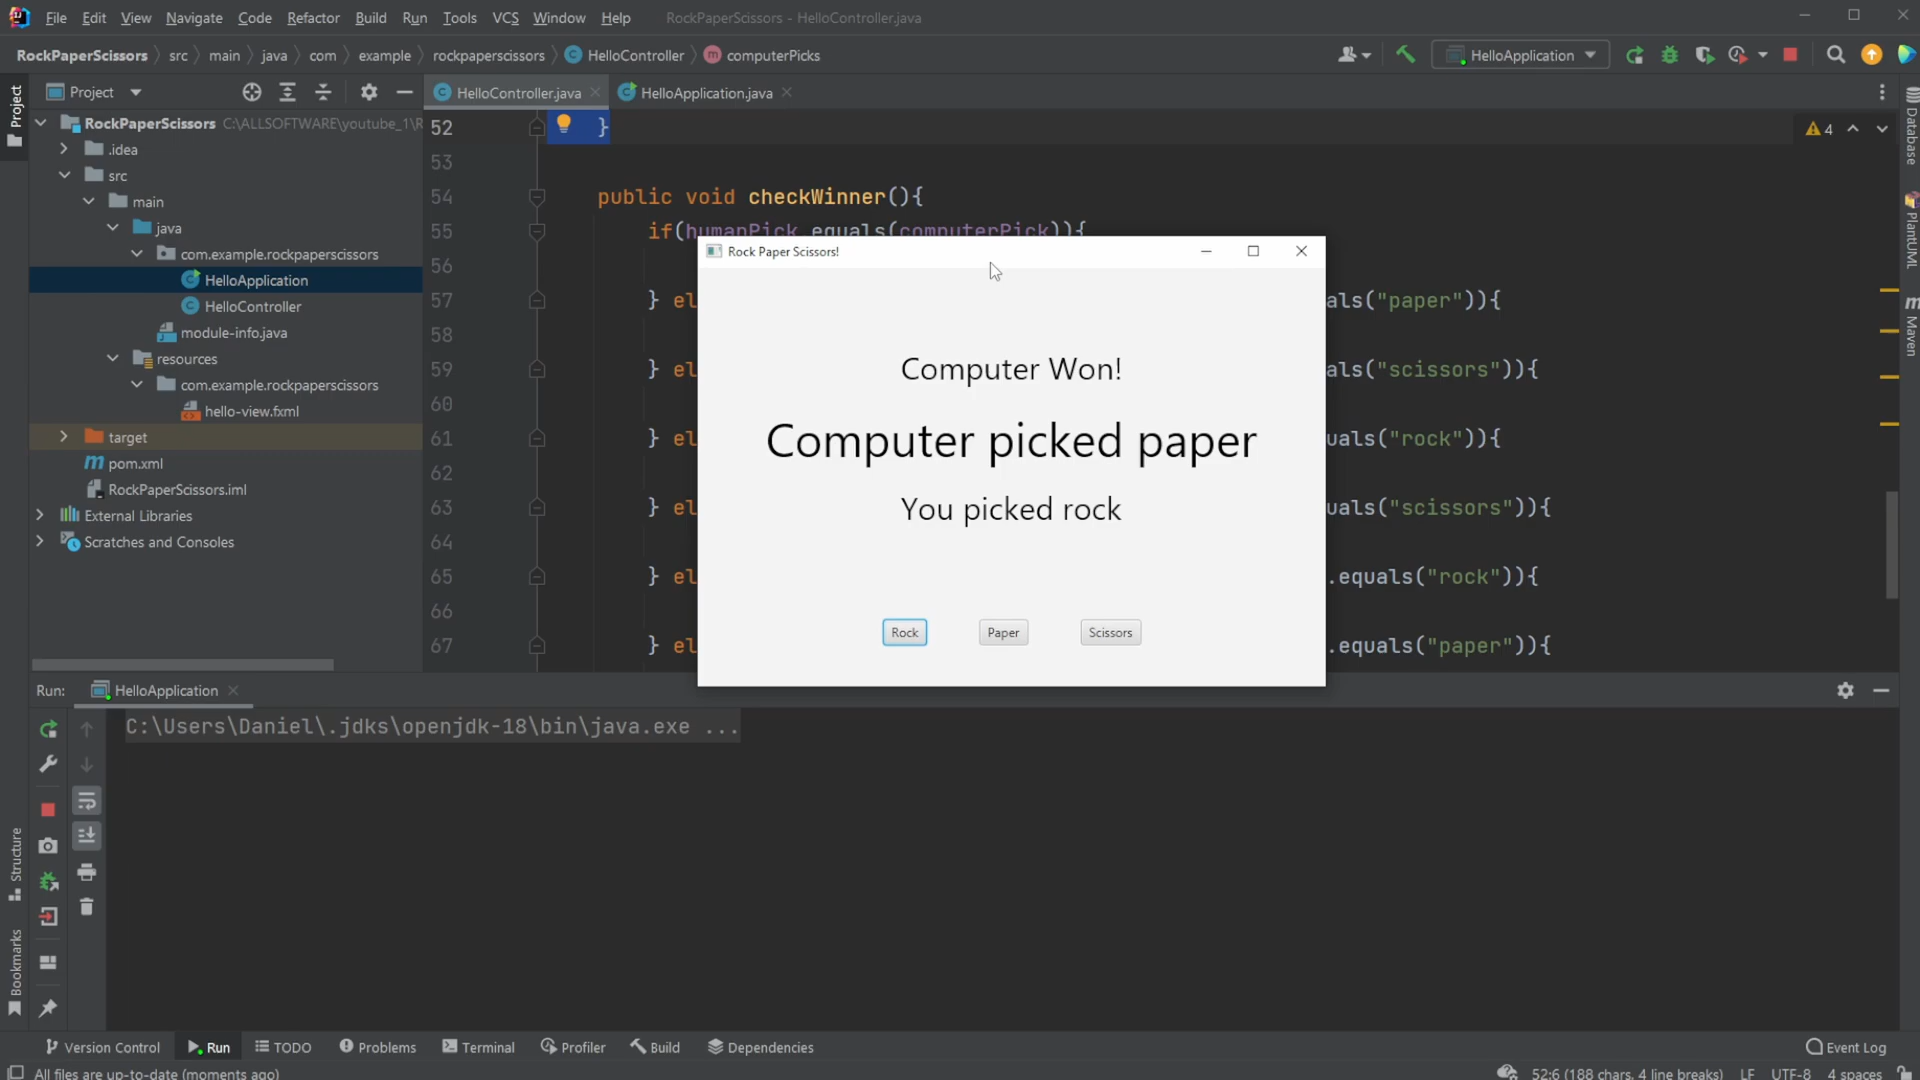 File Edit View Navigate Code Refactor Build Run Tools VCS Window Help RockPaperScissors - HelloController.java
RockPaperScissors src main java com example rockpaperscissors HelloController computerPicks HelloApplication
Project HelloController.java HelloApplication.java
Project
RockPaperScissors C:\ALLSOFTWARE\youtube_1\R
.idea
src
main
java
com.example.rockpaperscissors
HelloApplication
HelloController
module-info.java
resources
com.example.rockpaperscissors
hello-view.fxml
target
pom.xml
RockPaperScissors.iml
External Libraries
Scratches and Consoles
52 }
4
53
54 public void checkWinner(){
55 if(humanPick.equals(computerPick)){
56
57 } el als("paper")){
58
59 } el als("scissors")){
60
61 } el uals("rock")){
62
63 } el uals("scissors")){
64
65 } el .equals("rock")){
66
67 } el .equals("paper")){
Rock Paper Scissors!
Computer Won!
Computer picked paper
You picked rock
Rock Paper Scissors
Database
PlantUML
Maven
Run: HelloApplication
C:\Users\Daniel\.jdks\openjdk-18\bin\java.exe ...
Structure
Bookmarks
Version Control Run TODO Problems Terminal Profiler Build Dependencies Event Log
All files are up-to-date (moments ago) 52:6 (188 chars, 4 line breaks) LF UTF-8 4 spaces